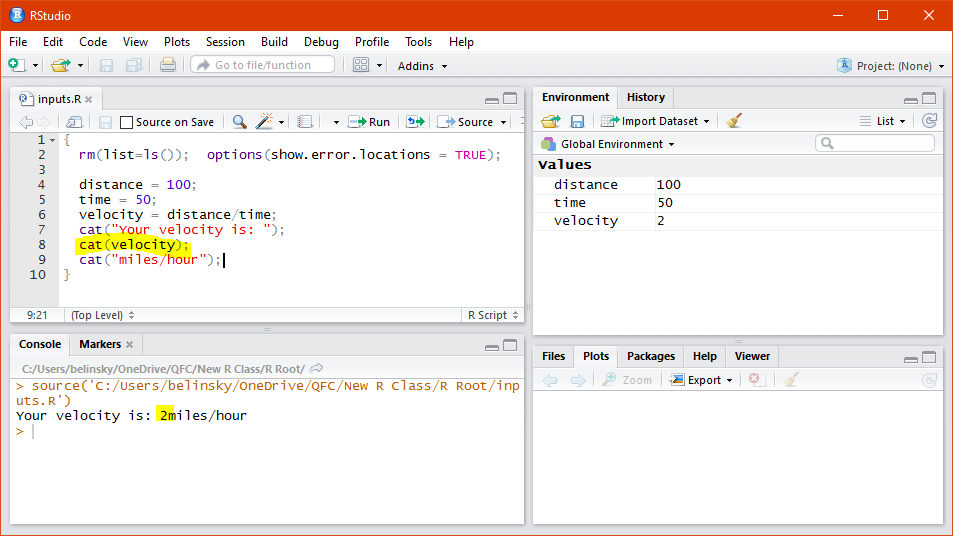 RStudio
File Edit Code View Plots Session Build Debug Profile Tools Help
Go to file/function Addins Project: (None)
inputs.R
Source on Save Run Source
1 {
2 rm(list=ls()); options(show.error.locations = TRUE);
3
4 distance = 100;
5 time = 50;
6 velocity = distance/time;
7 cat("Your velocity is: ");
8 cat(velocity);
9 cat("miles/hour");
10 }
9:21 (Top Level) R Script
Console Markers
C:/Users/belinsky/OneDrive/QFC/New R Class/R Root/
> source('C:/Users/belinsky/OneDrive/QFC/New R Class/R Root/inp
uts.R')
Your velocity is: 2miles/hour
>
Environment History
Import Dataset List
Global Environment
Values
distance 100
time 50
velocity 2
Files Plots Packages Help Viewer
Zoom Export